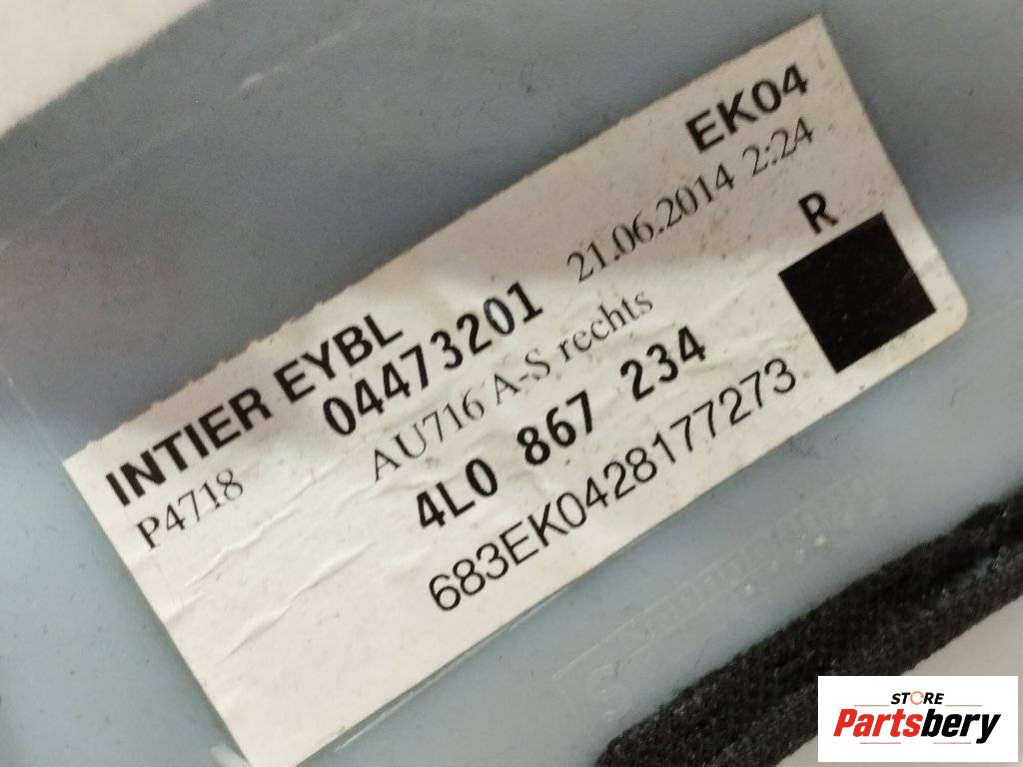 INTIER EYBL
EK04
P4718
04473201
21.06.2014 2:24
AU716 A-S rechts
R
4L0 867 234
683EK0428177273
STORE
Partsbery